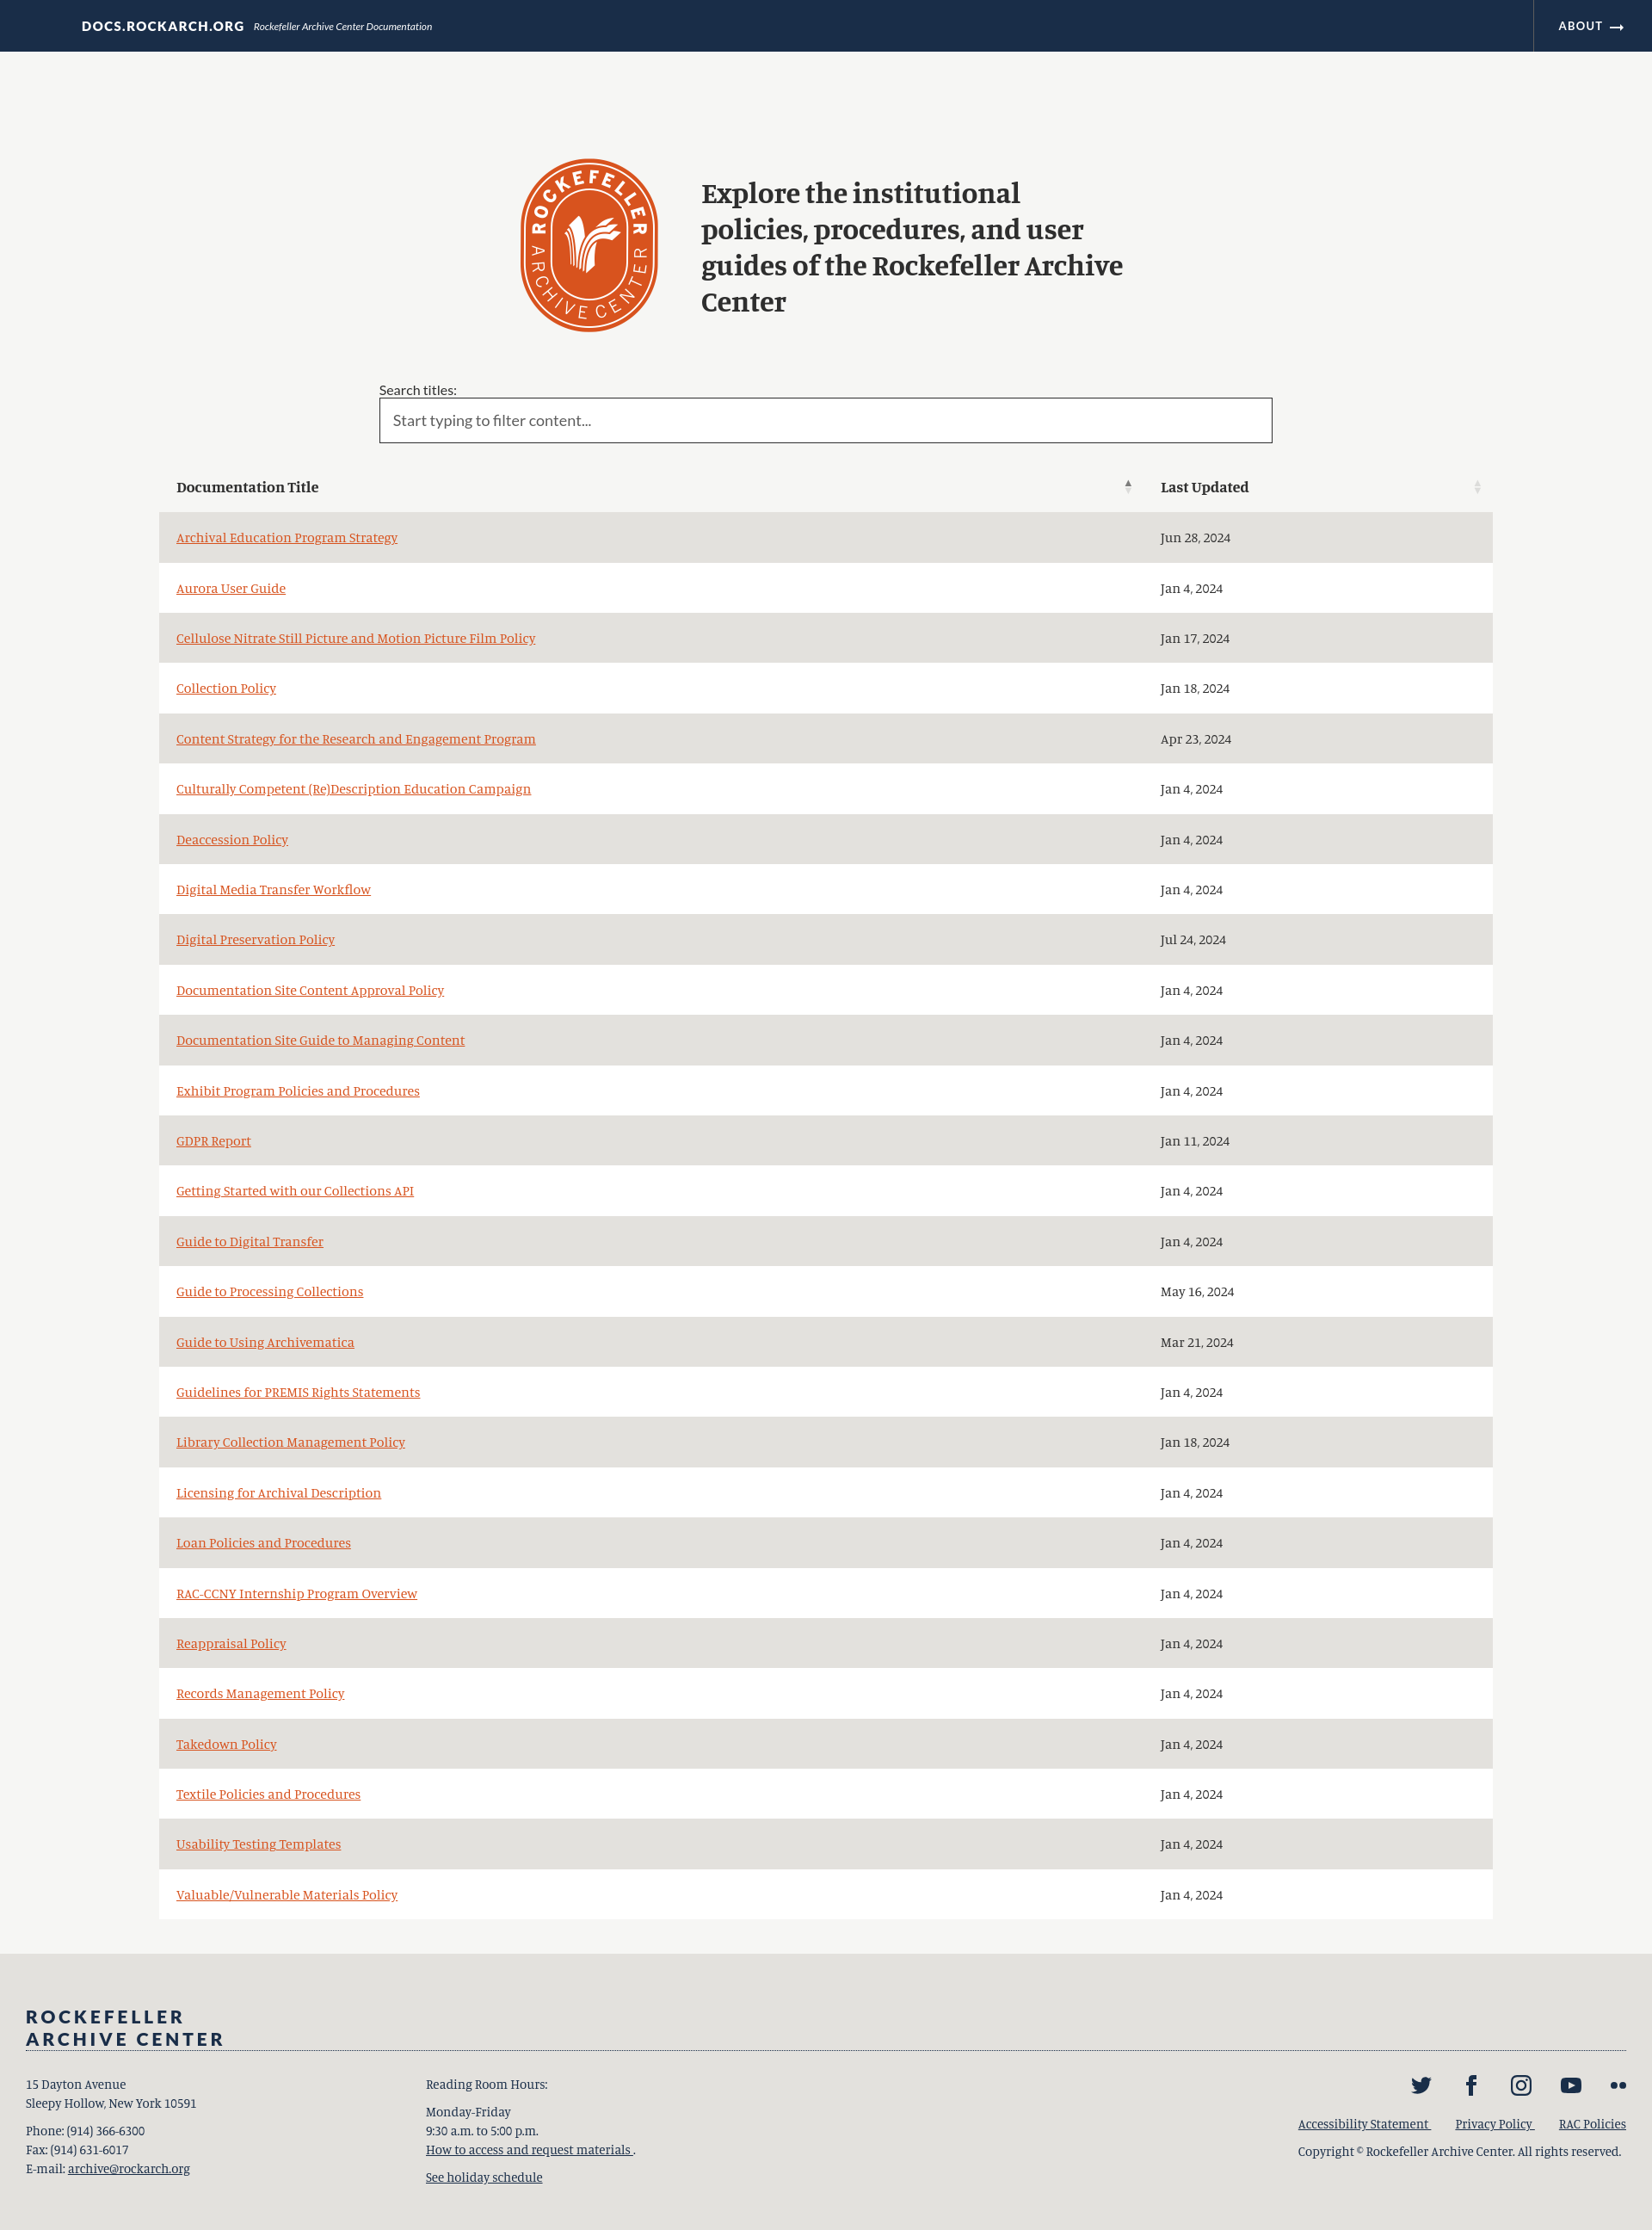 DOCS.ROCKARCH.ORG Rockefeller Archive Center Documentation ABOUT →
ROCKEFELLER
ARCHIVE CENTER
Explore the institutional
policies, procedures, and user
guides of the Rockefeller Archive
Center
Search titles:
Start typing to filter content...
Documentation Title Last Updated
Archival Education Program Strategy Jun 28, 2024
Aurora User Guide Jan 4, 2024
Cellulose Nitrate Still Picture and Motion Picture Film Policy Jan 17, 2024
Collection Policy Jan 18, 2024
Content Strategy for the Research and Engagement Program Apr 23, 2024
Culturally Competent (Re)Description Education Campaign Jan 4, 2024
Deaccession Policy Jan 4, 2024
Digital Media Transfer Workflow Jan 4, 2024
Digital Preservation Policy Jul 24, 2024
Documentation Site Content Approval Policy Jan 4, 2024
Documentation Site Guide to Managing Content Jan 4, 2024
Exhibit Program Policies and Procedures Jan 4, 2024
GDPR Report Jan 11, 2024
Getting Started with our Collections API Jan 4, 2024
Guide to Digital Transfer Jan 4, 2024
Guide to Processing Collections May 16, 2024
Guide to Using Archivematica Mar 21, 2024
Guidelines for PREMIS Rights Statements Jan 4, 2024
Library Collection Management Policy Jan 18, 2024
Licensing for Archival Description Jan 4, 2024
Loan Policies and Procedures Jan 4, 2024
RAC-CCNY Internship Program Overview Jan 4, 2024
Reappraisal Policy Jan 4, 2024
Records Management Policy Jan 4, 2024
Takedown Policy Jan 4, 2024
Textile Policies and Procedures Jan 4, 2024
Usability Testing Templates Jan 4, 2024
Valuable/Vulnerable Materials Policy Jan 4, 2024
ROCKEFELLER
ARCHIVE CENTER
15 Dayton Avenue
Sleepy Hollow, New York 10591
Phone: (914) 366-6300
Fax: (914) 631-6017
E-mail: archive@rockarch.org
Reading Room Hours:
Monday-Friday
9:30 a.m. to 5:00 p.m.
How to access and request materials .
See holiday schedule
Accessibility Statement Privacy Policy RAC Policies
Copyright © Rockefeller Archive Center. All rights reserved.